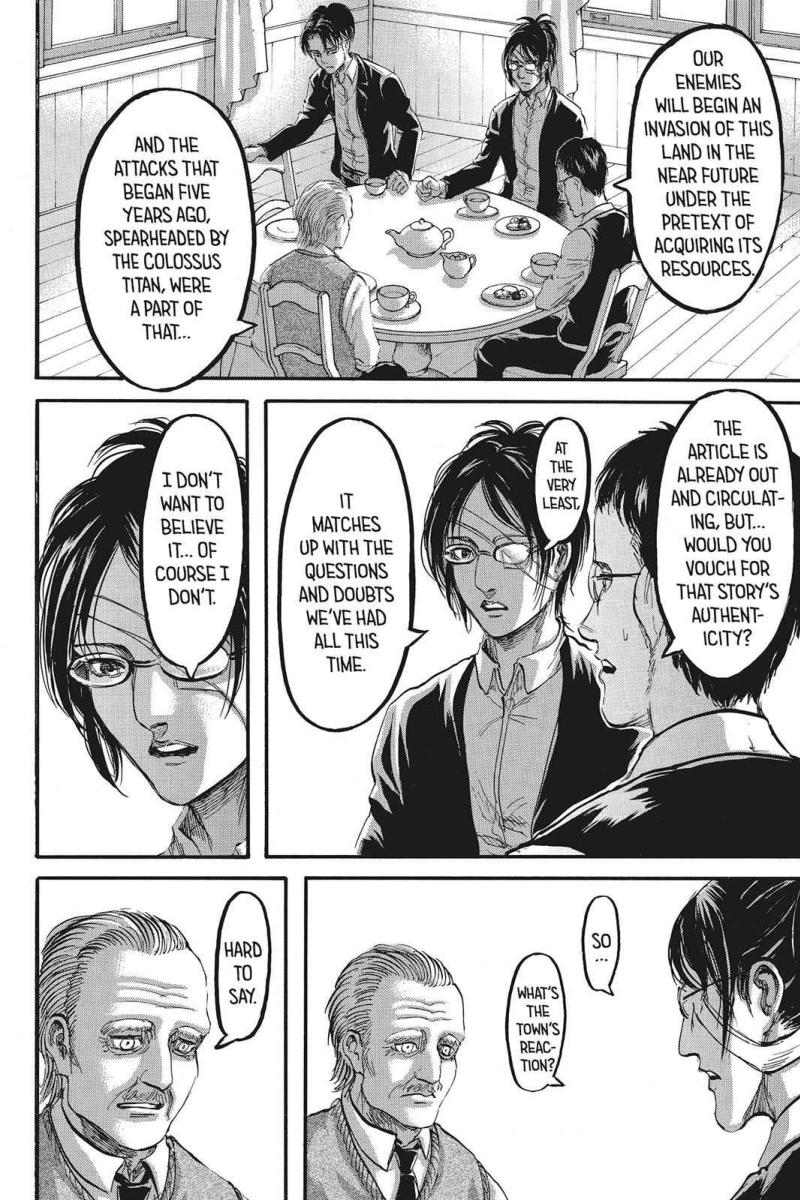 OUR
ENEMIES
WILL BEGIN AN
INVASION OF THIS
LAND IN THE
NEAR FUTURE
UNDER THE
PRETEXT OF
ACQUIRING ITS
RESOURCES.
AND THE
ATTACKS THAT
BEGAN FIVE
YEARS AGO,
SPEARHEADED BY
THE COLOSSUS
TITAN, WERE
A PART OF
THAT...
THE
ARTICLE IS
ALREADY OUT
AND CIRCULAT-
ING, BUT...
WOULD YOU
VOUCH FOR
THAT STORY'S
AUTHENT-
ICITY?
AT
THE
VERY
LEAST,
IT
MATCHES
UP WITH THE
QUESTIONS
AND DOUBTS
WE'VE HAD
ALL THIS
TIME.
I DON'T
WANT TO
BELIEVE
IT... OF
COURSE I
DON'T.
SO
...
WHAT'S
THE
TOWN'S
REAC-
TION?
HARD
TO
SAY.